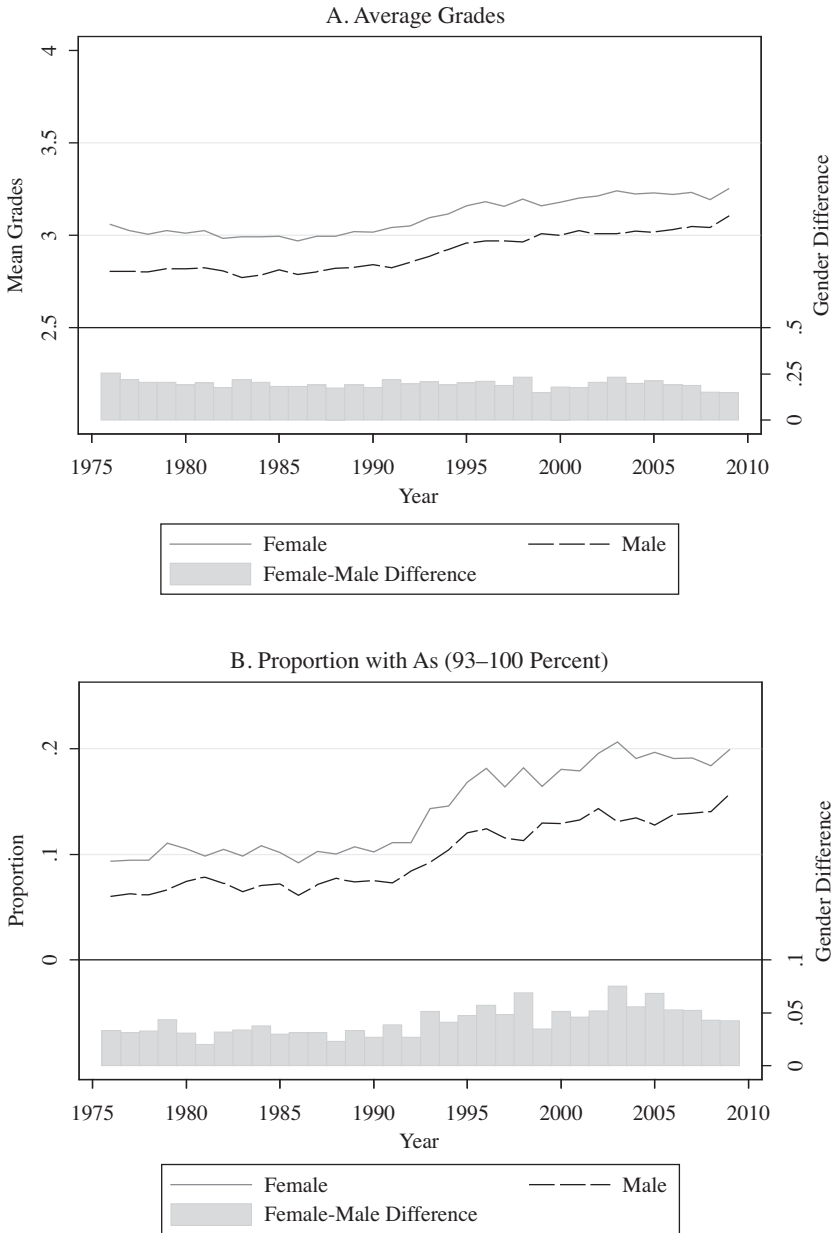 A. Average Grades
4
3.5
3
2.5
Mean Grades
.5
.25
0
Gender Difference
1975 1980 1985 1990 1995 2000 2005 2010
Year
Female Male
Female-Male Difference
B. Proportion with As (93–100 Percent)
.2
.1
0
Proportion
.1
.05
0
Gender Difference
1975 1980 1985 1990 1995 2000 2005 2010
Year
Female Male
Female-Male Difference